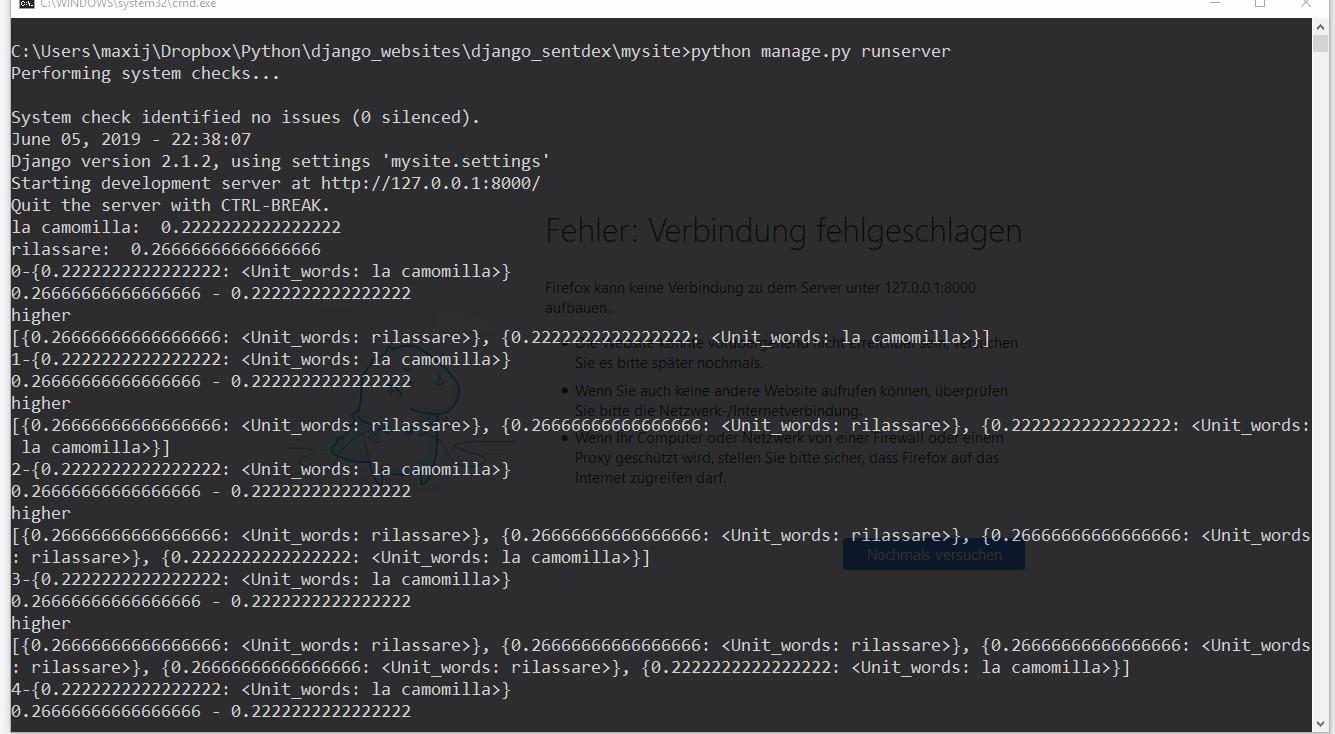 C:\WINDOWS\system32\cmd.exe
C:\Users\maxij\Dropbox\Python\django_websites\django_sentdex\mysite>python manage.py runserver
Performing system checks...
System check identified no issues (0 silenced).
June 05, 2019 - 22:38:07
Django version 2.1.2, using settings 'mysite.settings'
Starting development server at http://127.0.0.1:8000/
Quit the server with CTRL-BREAK.
la camomilla:  0.2222222222222222
rilassare:  0.26666666666666666
0-{0.2222222222222222: <Unit_words: la camomilla>}
0.26666666666666666 - 0.2222222222222222
higher
[{0.26666666666666666: <Unit_words: rilassare>}, {0.2222222222222222: <Unit_words: la camomilla>}]
1-{0.2222222222222222: <Unit_words: la camomilla>}
0.26666666666666666 - 0.2222222222222222
higher
[{0.26666666666666666: <Unit_words: rilassare>}, {0.26666666666666666: <Unit_words: rilassare>}, {0.2222222222222222: <Unit_words:
 la camomilla>}]
2-{0.2222222222222222: <Unit_words: la camomilla>}
0.26666666666666666 - 0.2222222222222222
higher
[{0.26666666666666666: <Unit_words: rilassare>}, {0.26666666666666666: <Unit_words: rilassare>}, {0.26666666666666666: <Unit_words
: rilassare>}, {0.2222222222222222: <Unit_words: la camomilla>}]
3-{0.2222222222222222: <Unit_words: la camomilla>}
0.26666666666666666 - 0.2222222222222222
higher
[{0.26666666666666666: <Unit_words: rilassare>}, {0.26666666666666666: <Unit_words: rilassare>}, {0.26666666666666666: <Unit_words
: rilassare>}, {0.26666666666666666: <Unit_words: rilassare>}, {0.2222222222222222: <Unit_words: la camomilla>}]
4-{0.2222222222222222: <Unit_words: la camomilla>}
0.26666666666666666 - 0.2222222222222222
Fehler: Verbindung fehlgeschlagen
Firefox kann keine Verbindung zu dem Server unter 127.0.0.1:8000
aufbauen.
Die Website könnte vorübergehend nicht erreichbar sein, versuchen
Sie es bitte später nochmals.
Wenn Sie auch keine andere Website aufrufen können, überprüfen
Sie bitte die Netzwerk-/Internetverbindung.
Wenn Ihr Computer oder Netzwerk von einer Firewall oder einem
Proxy geschützt wird, stellen Sie bitte sicher, dass Firefox auf das
Internet zugreifen darf.
Nochmals versuchen